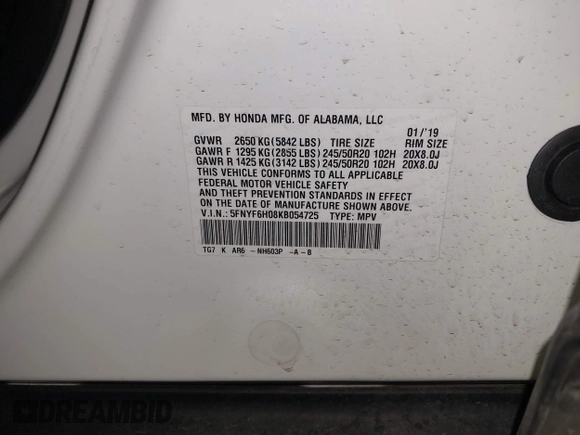 MFD. BY HONDA MFG. OF ALABAMA, LLC
01/'19
GVWR 2650 KG (5842 LBS) TIRE SIZE RIM SIZE
GAWR F 1295 KG (2855 LBS) 245/50R20 102H 20X8.0J
GAWR R 1425 KG (3142 LBS) 245/50R20 102H 20X8.0J
THIS VEHICLE CONFORMS TO ALL APPLICABLE
FEDERAL MOTOR VEHICLE SAFETY
AND THEFT PREVENTION STANDARDS IN EFFECT
ON THE DATE OF MANUFACTURE SHOWN ABOVE.
V.I.N.: 5FNYF6H08KB054725 TYPE: MPV
TG7 K AR6 -NH603P -A-B
DREAMBID